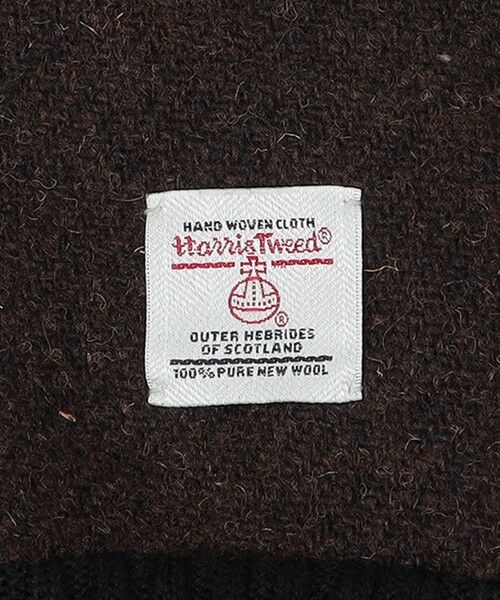 HAND WOVEN CLOTH
Harris Tweed®
®
OUTER HEBRIDES
OF SCOTLAND
100% PURE NEW WOOL